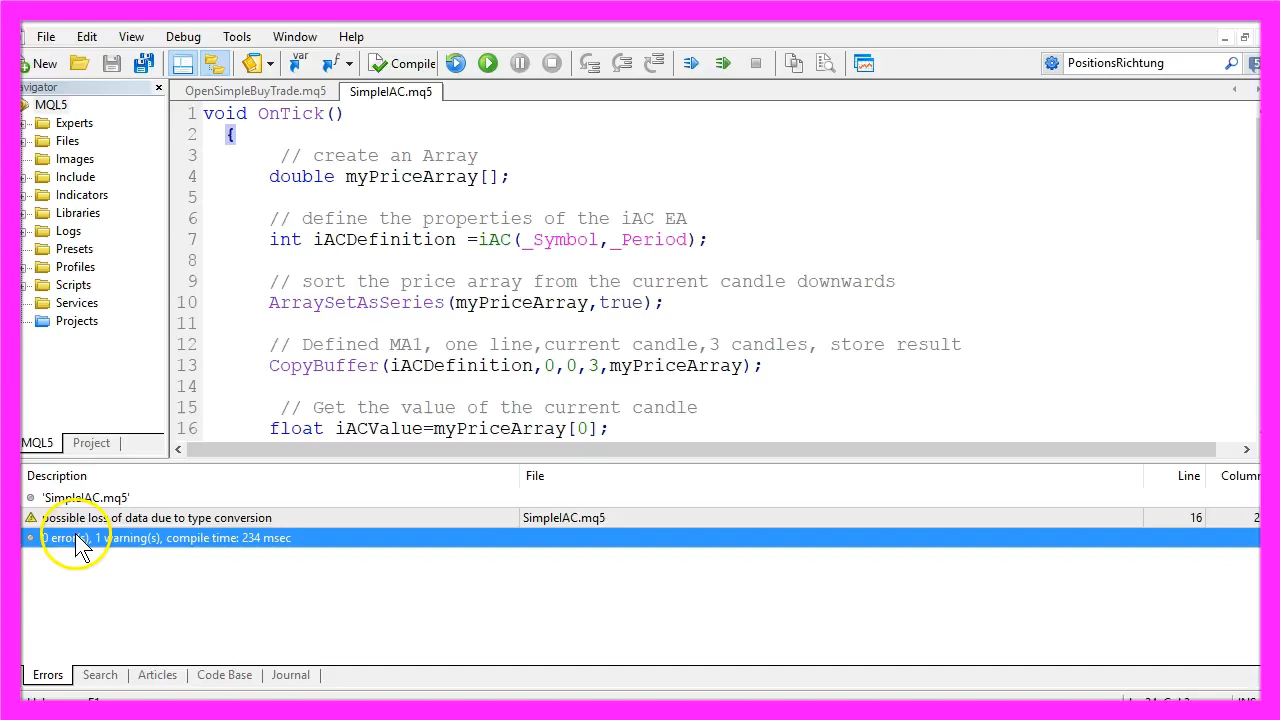 File Edit View Debug Tools Window Help
New Compile PositionsRichtung
avigator ×
OpenSimpleBuyTrade.mq5 SimpleIAC.mq5
MQL5
Experts
Files
Images
Include
Indicators
Libraries
Logs
Presets
Profiles
Scripts
Services
Projects
MQL5 Project
1 void OnTick()
2 {
3 // create an Array
4 double myPriceArray[];
5
6 // define the properties of the iAC EA
7 int iACDefinition =iAC(_Symbol,_Period);
8
9 // sort the price array from the current candle downwards
10 ArraySetAsSeries(myPriceArray,true);
11
12 // Defined MA1, one line,current candle,3 candles, store result
13 CopyBuffer(iACDefinition,0,0,3,myPriceArray);
14
15 // Get the value of the current candle
16 float iACValue=myPriceArray[0];
Description File Line Colum
'SimpleIAC.mq5'
possible loss of data due to type conversion SimpleIAC.mq5 16 2
0 error(s), 1 warning(s), compile time: 234 msec
Errors Search Articles Code Base Journal